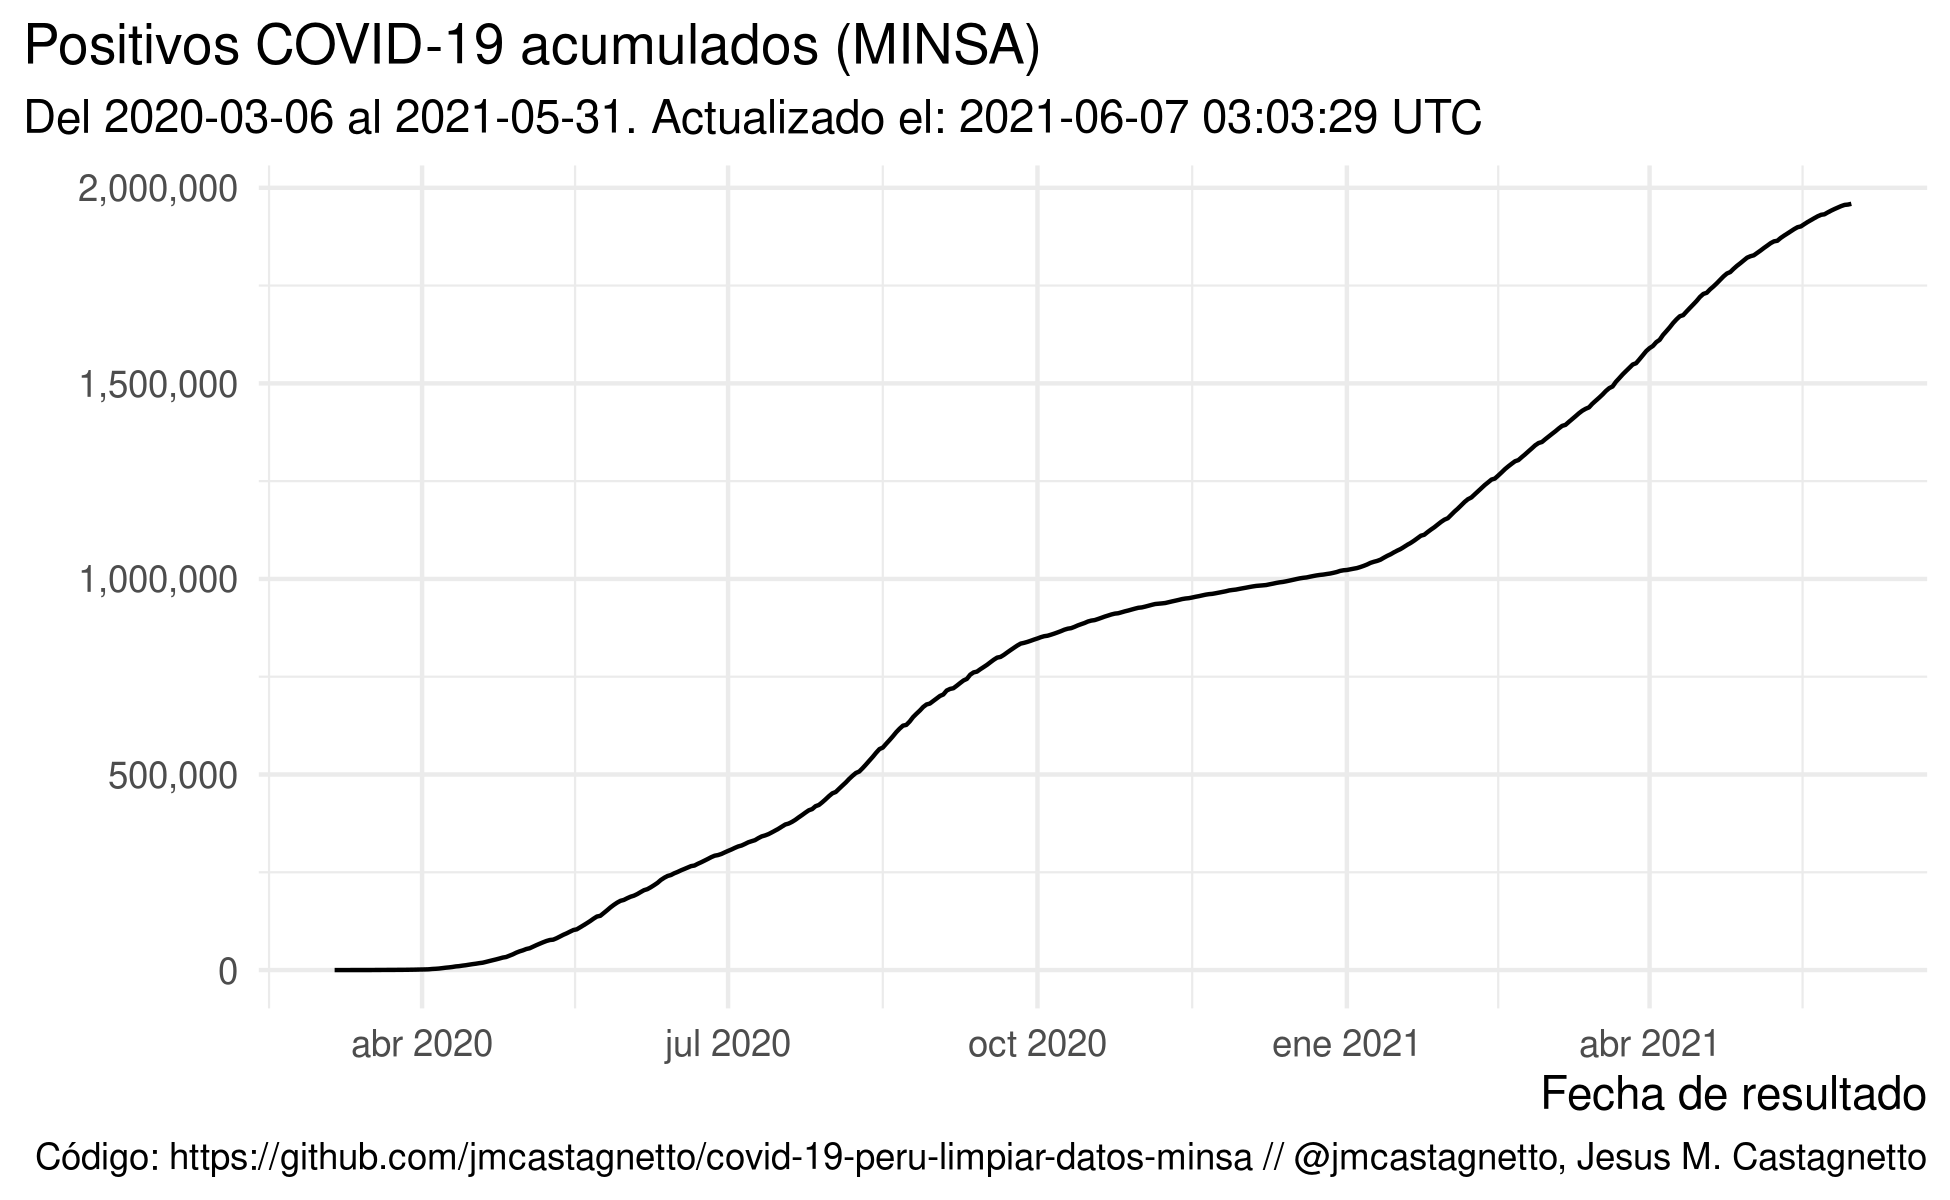 Positivos COVID-19 acumulados (MINSA)
Del 2020-03-06 al 2021-05-31. Actualizado el: 2021-06-07 03:03:29 UTC
2,000,000
1,500,000
1,000,000
500,000
0
abr 2020 jul 2020 oct 2020 ene 2021 abr 2021
Fecha de resultado
Código: https://github.com/jmcastagnetto/covid-19-peru-limpiar-datos-minsa // @jmcastagnetto, Jesus M. Castagnetto